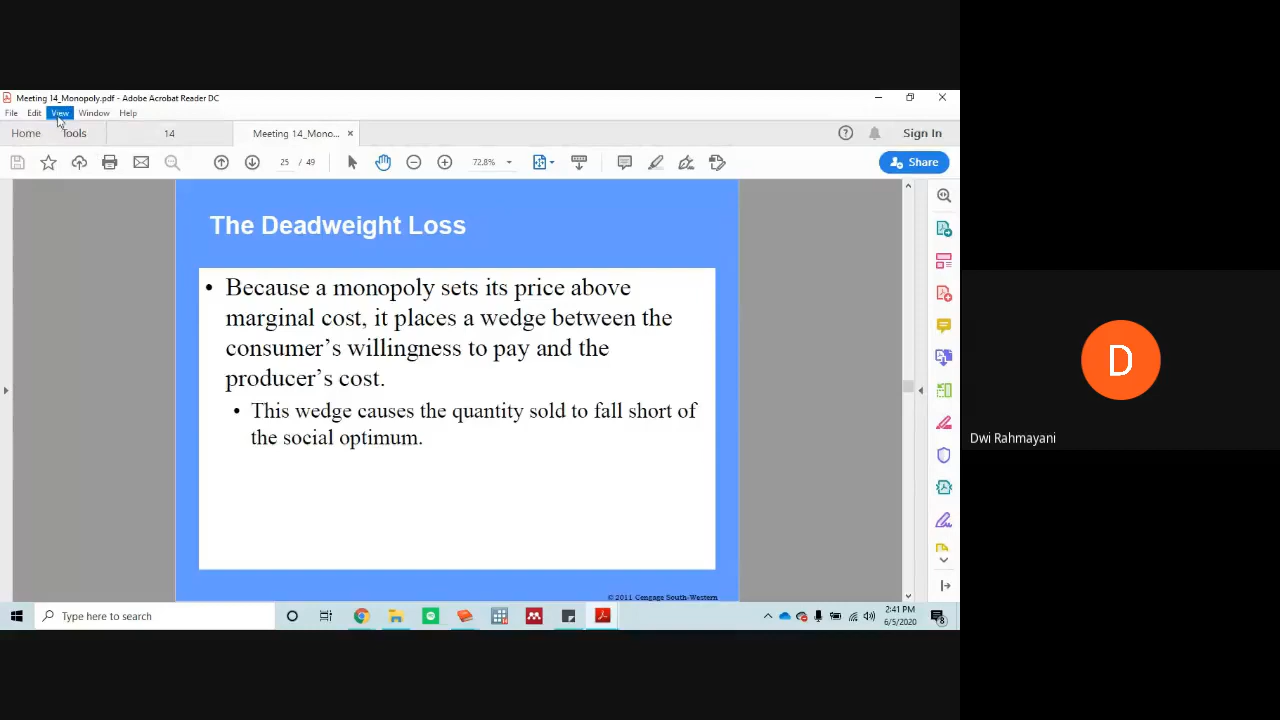 Meeting 14_Monopoly.pdf - Adobe Acrobat Reader DC
File Edit View Window Help
Home Tools 14 Meeting 14_Mono... × Sign In
25 / 49 72.8% Share
The Deadweight Loss
• Because a monopoly sets its price above
marginal cost, it places a wedge between the
consumer’s willingness to pay and the
producer’s cost.
• This wedge causes the quantity sold to fall short of
the social optimum.
© 2011 Cengage South-Western
D
Dwi Rahmayani
Type here to search
2:41 PM
6/5/2020
8